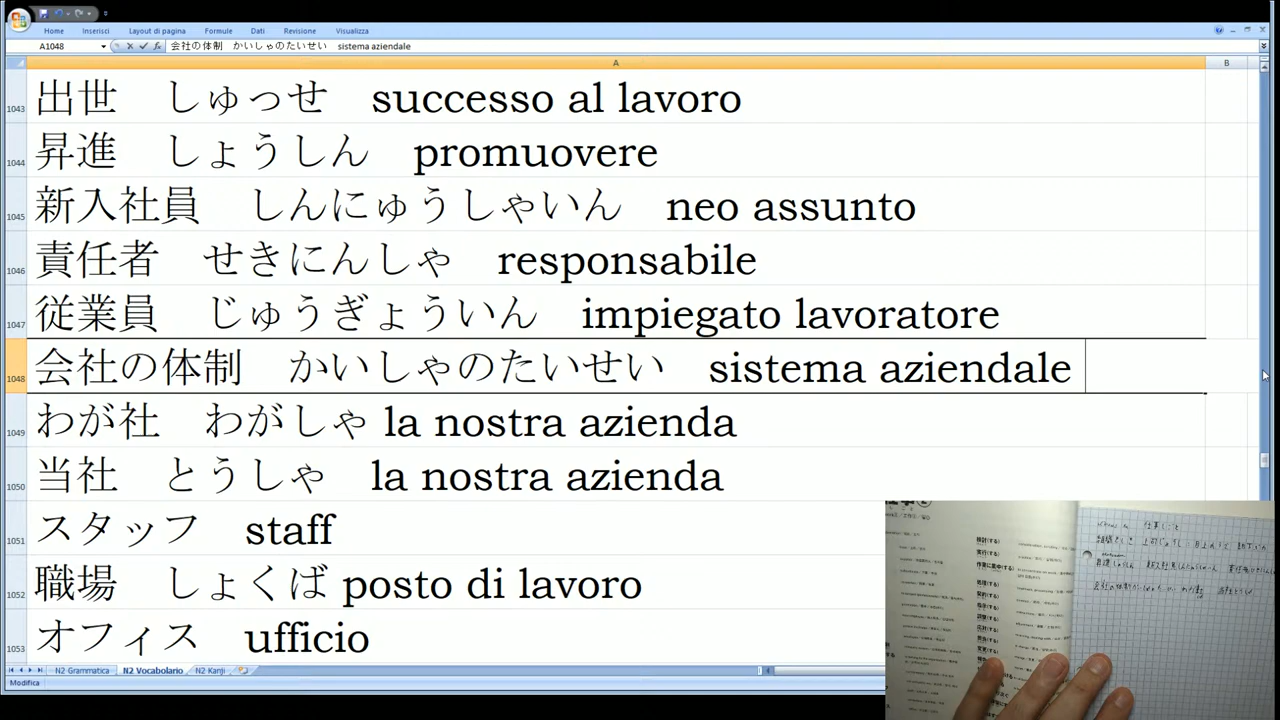 Home Inserisci Layout di pagina Formule Dati Revisione Visualizza
A1048 fx 会社の体制　かいしゃのたいせい　sistema aziendale
A B
1043 出世　しゅっせ　successo al lavoro
1044 昇進　しょうしん　promuovere
1045 新入社員　しんにゅうしゃいん　neo assunto
1046 責任者　せきにんしゃ　responsabile
1047 従業員　じゅうぎょういん　impiegato lavoratore
1048 会社の体制　かいしゃのたいせい　sistema aziendale
1049 わが社　わがしゃ la nostra azienda
1050 当社　とうしゃ　la nostra azienda
1051 スタッフ　staff
1052 職場　しょくば posto di lavoro
1053 オフィス　ufficio
N2 Grammatica N2 Vocabolario N2 Kanji
Modifica